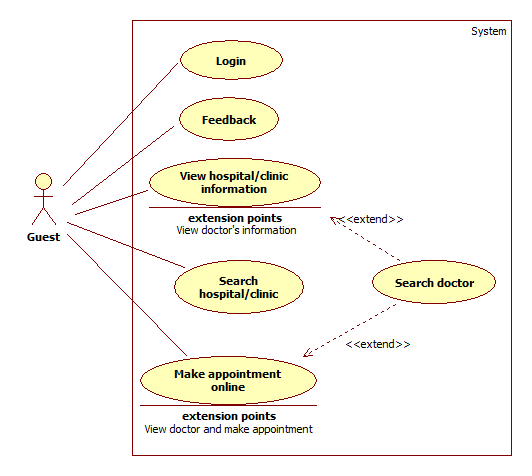 System
Login
Feedback
View hospital/clinic
information
extension points
View doctor's information
<<extend>>
Guest
Search
hospital/clinic
Search doctor
<<extend>>
Make appointment
online
extension points
View doctor and make appointment